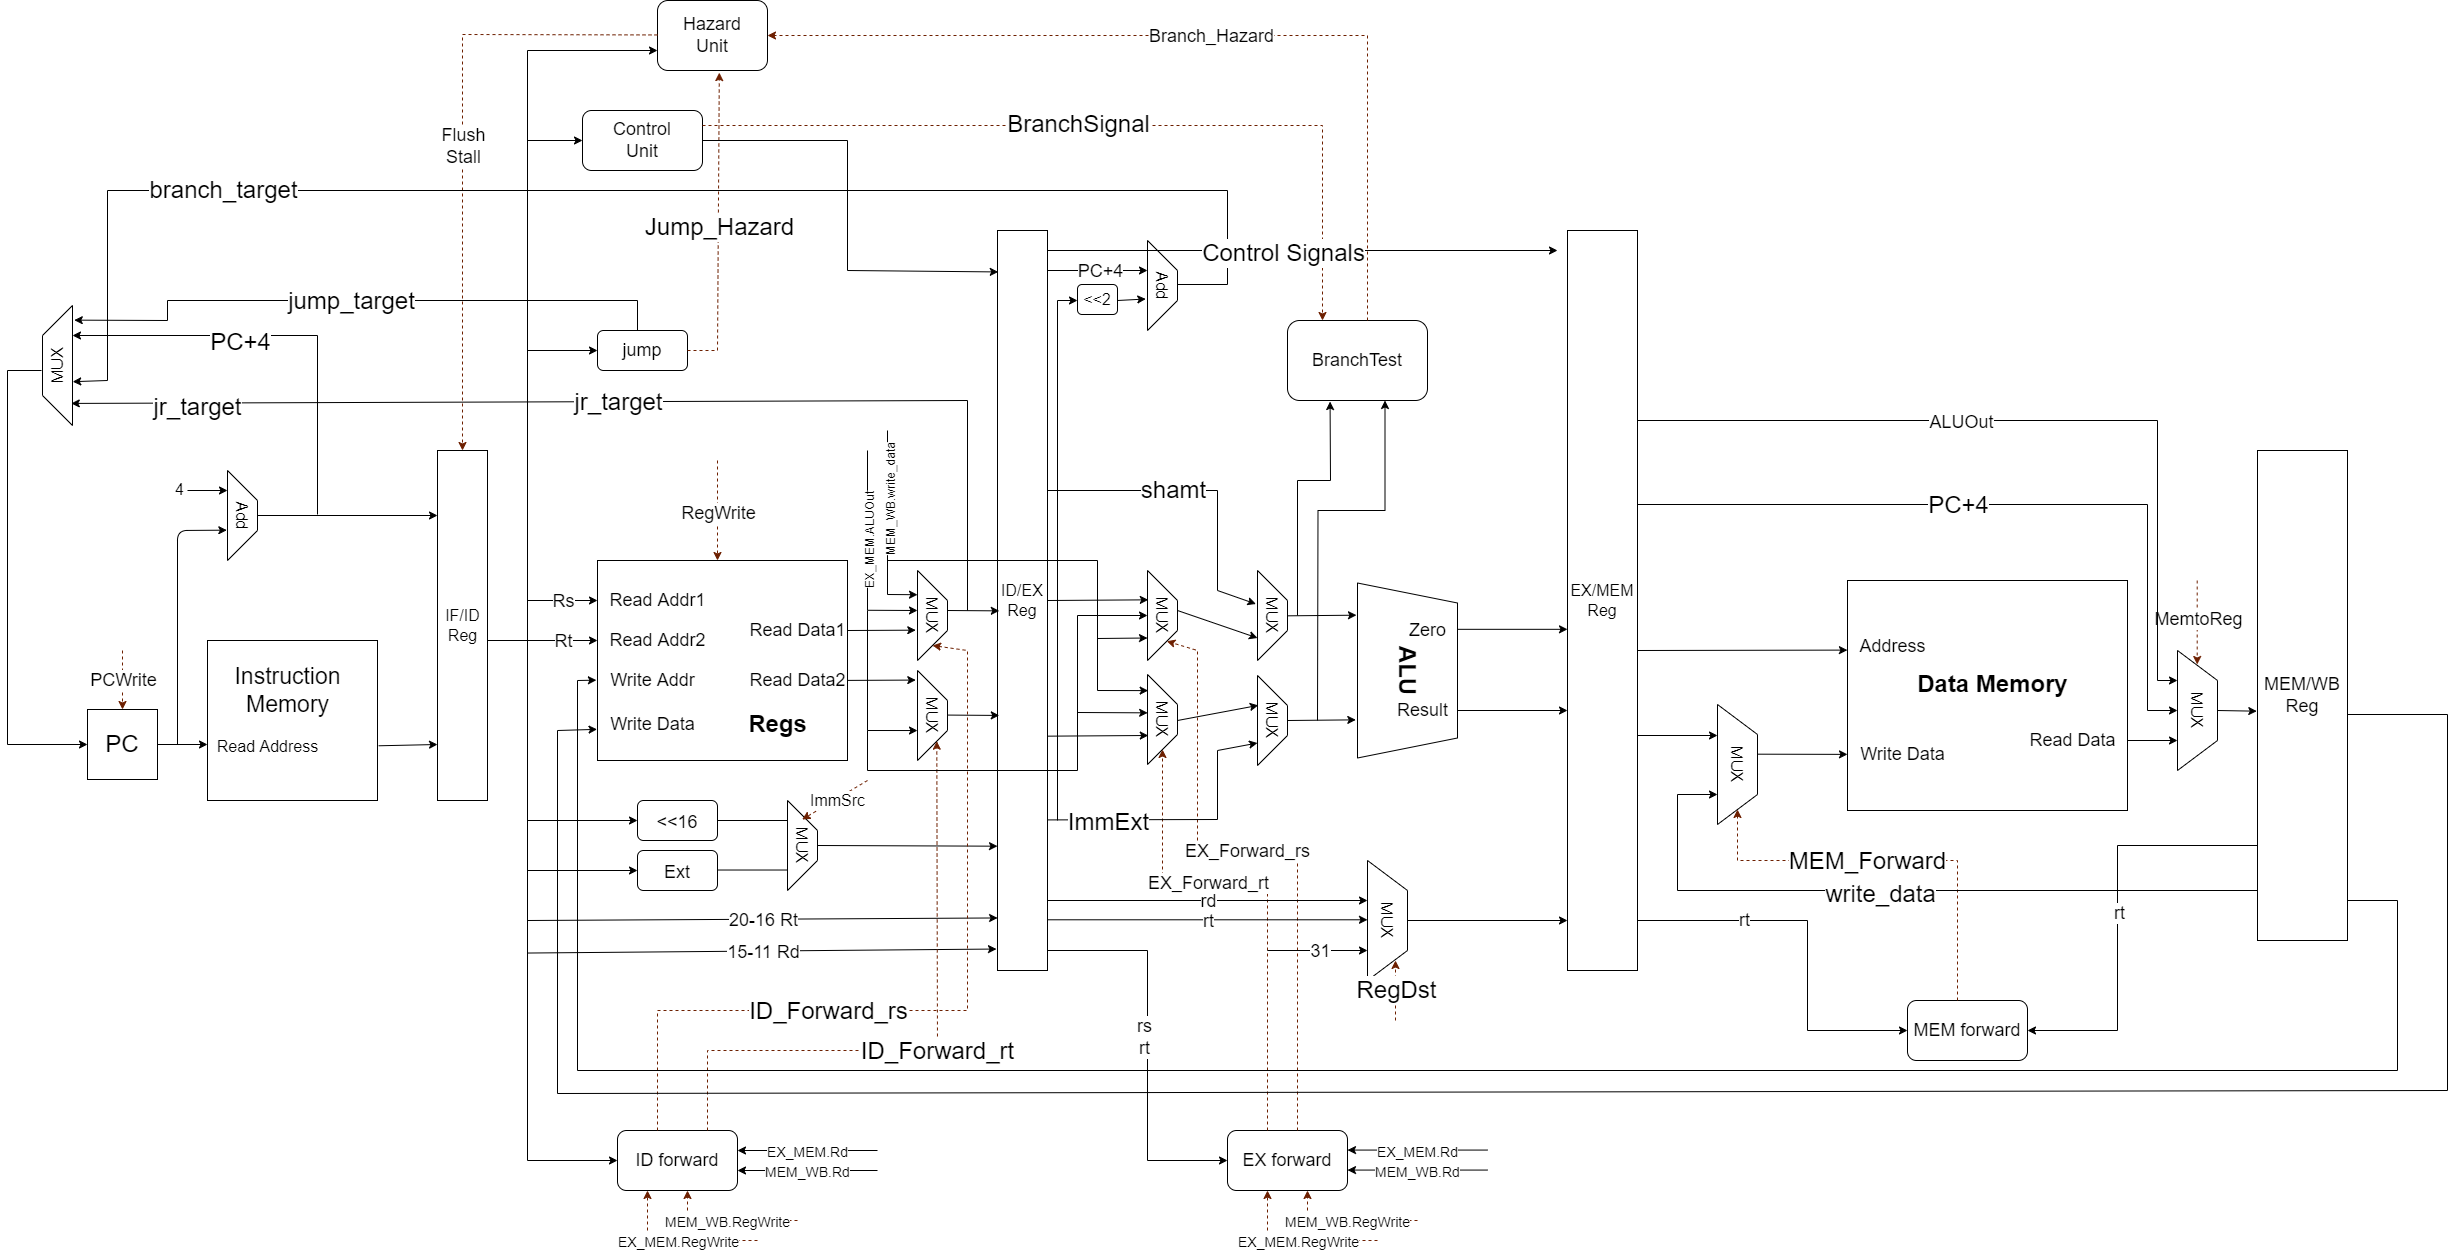 Hazard
Unit
Branch_Hazard
Flush
Stall
Control
Unit
BranchSignal
branch_target
Jump_Hazard
Control Signals
PC+4
Add
<<2
jump_target
PC+4
jump
BranchTest
MUX
jr_target
jr_target
ALUOut
4
Add
shamt
PC+4
RegWrite
EX_MEM.ALUOut
MEM_WB.write_data
IF/ID
Reg
Rs
Rt
Read Addr1
Read Addr2
Write Addr
Write Data
Read Data1
Read Data2
Regs
MUX
MUX
ID/EX
Reg
MUX
MUX
MUX
MUX
Zero
ALU
Result
EX/MEM
Reg
Address
Data Memory
Write Data
Read Data
MemtoReg
MUX
MEM/WB
Reg
PCWrite
PC
Instruction
Memory
Read Address
MUX
ImmSrc
<<16
Ext
MUX
ImmExt
EX_Forward_rs
EX_Forward_rt
rd
rt
31
MUX
RegDst
MEM_Forward
write_data
rt
rt
20-16 Rt
15-11 Rd
ID_Forward_rs
ID_Forward_rt
rs
rt
MEM forward
ID forward
EX_MEM.Rd
MEM_WB.Rd
MEM_WB.RegWrite
EX_MEM.RegWrite
EX forward
EX_MEM.Rd
MEM_WB.Rd
MEM_WB.RegWrite
EX_MEM.RegWrite